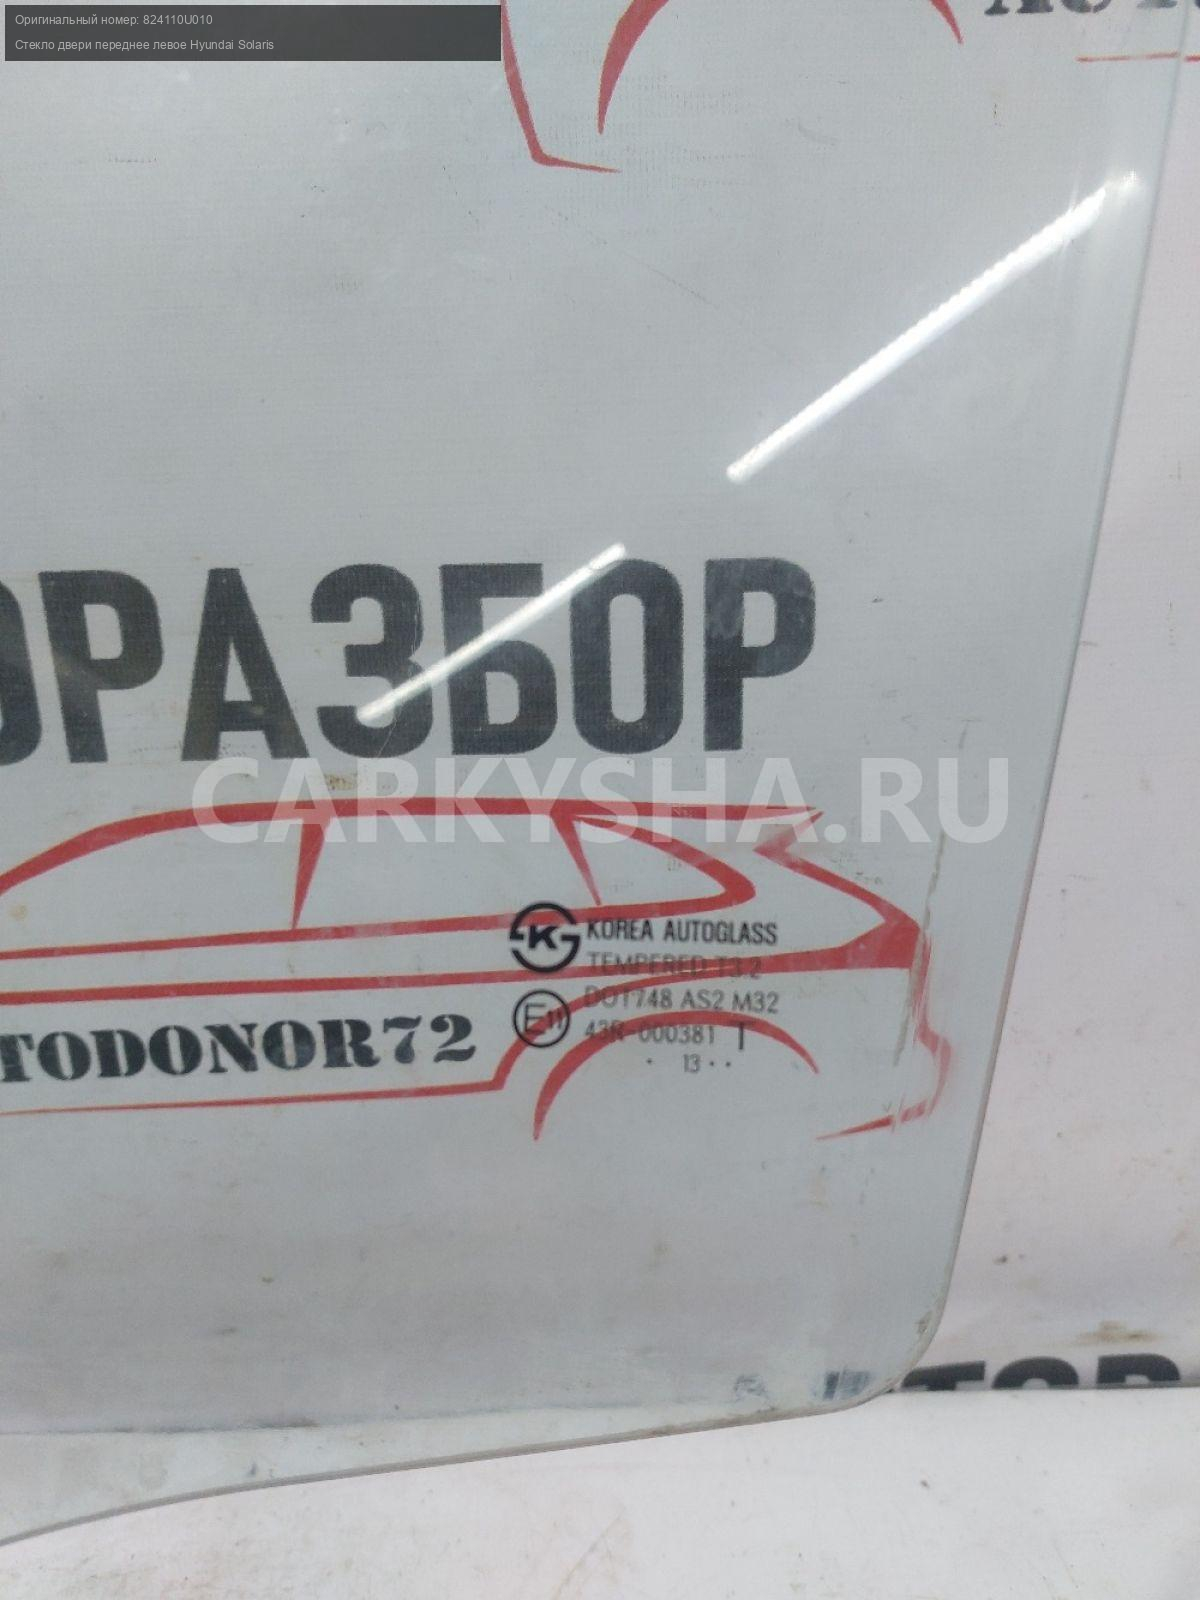 Оригинальный номер: 824110U010
Стекло двери переднее левое Hyundai Solaris
ОРАЗБОР
CARKYSHA.RU
KOREA AUTOGLASS
TEMPERED T3.2
DOT748 AS2 M32
E11 43R-000381 I
· 13 · ·
TODONOR72